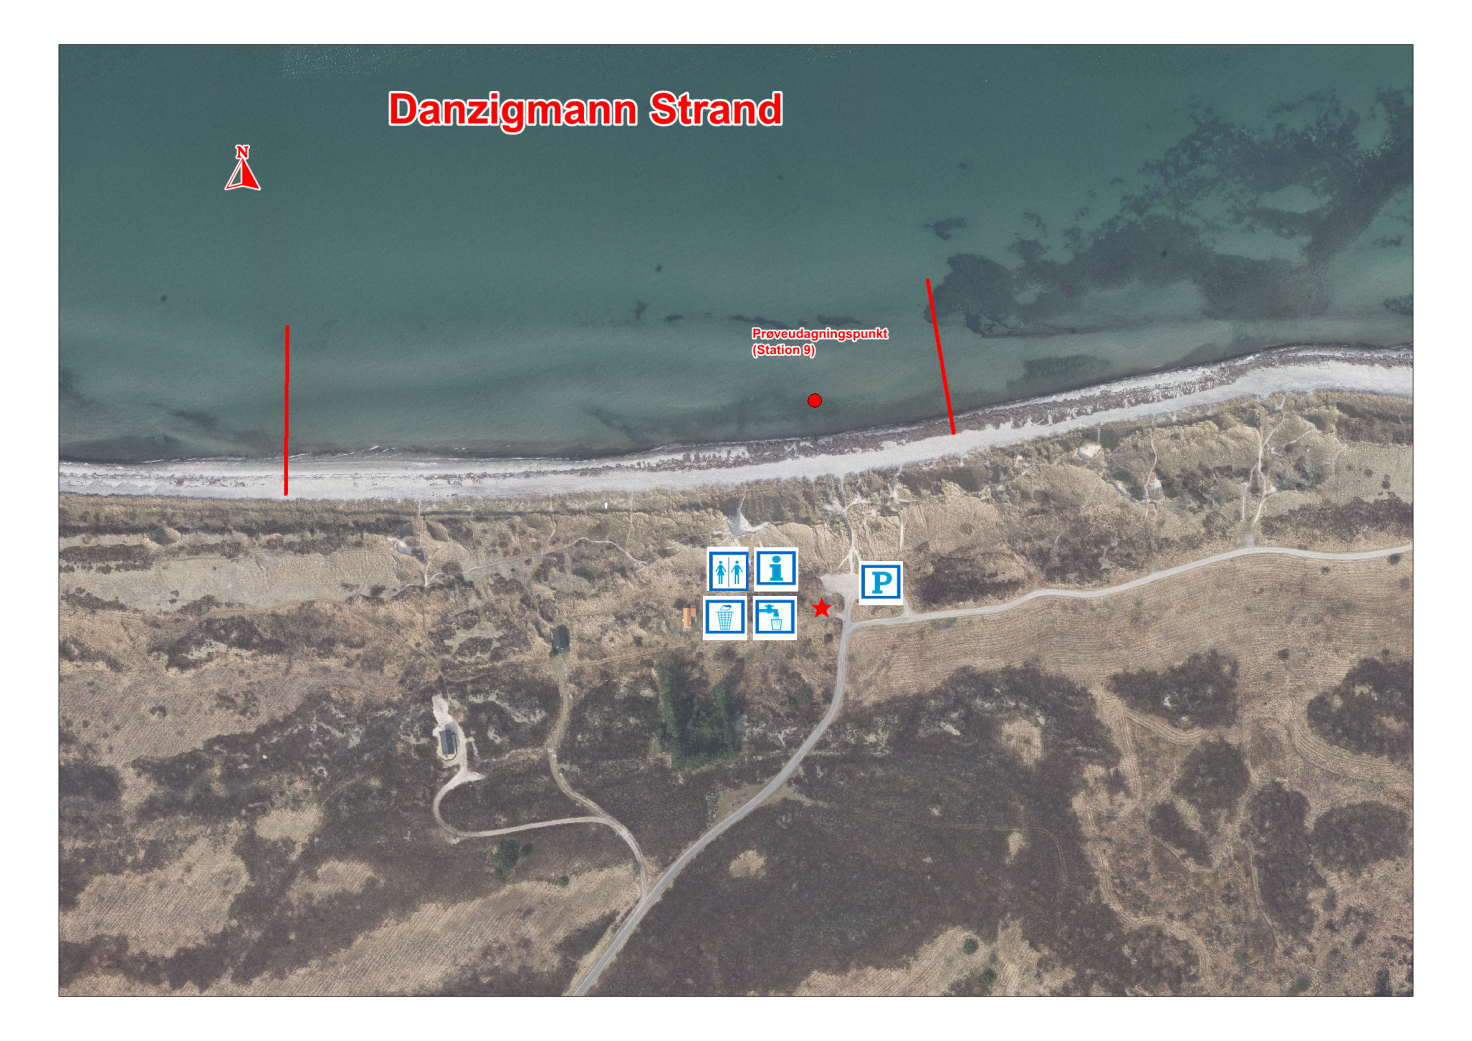 Danzigmann Strand
N
Prøveudagningspunkt
(Station 9)
i
P